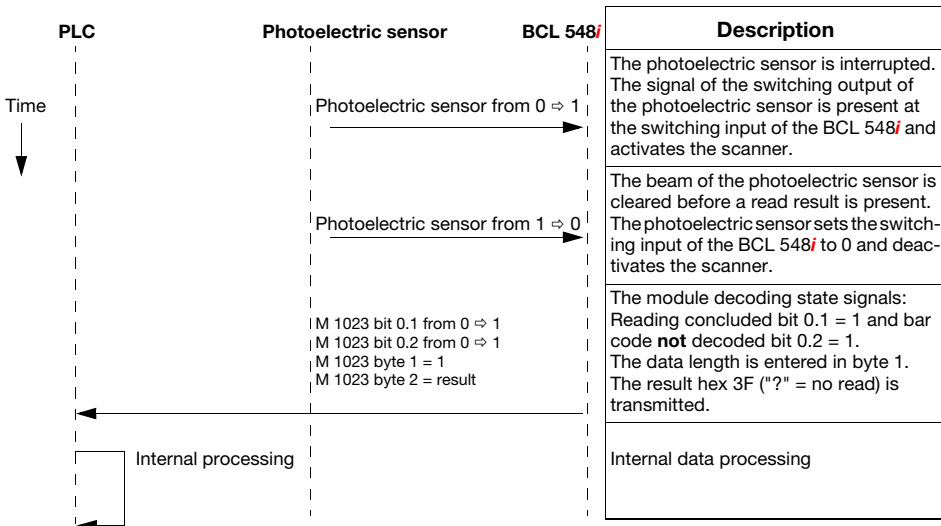 PLC
Photoelectric sensor
BCL 548i
Description
Time
Photoelectric sensor from 0 ⇨ 1
The photoelectric sensor is interrupted.
The signal of the switching output of
the photoelectric sensor is present at
the switching input of the BCL 548i and
activates the scanner.
Photoelectric sensor from 1 ⇨ 0
The beam of the photoelectric sensor is
cleared before a read result is present.
The photoelectric sensor sets the switch-
ing input of the BCL 548i to 0 and deac-
tivates the scanner.
M 1023 bit 0.1 from 0 ⇨ 1
M 1023 bit 0.2 from 0 ⇨ 1
M 1023 byte 1 = 1
M 1023 byte 2 = result
The module decoding state signals:
Reading concluded bit 0.1 = 1 and bar
code not decoded bit 0.2 = 1.
The data length is entered in byte 1.
The result hex 3F ("?" = no read) is
transmitted.
Internal processing
Internal data processing